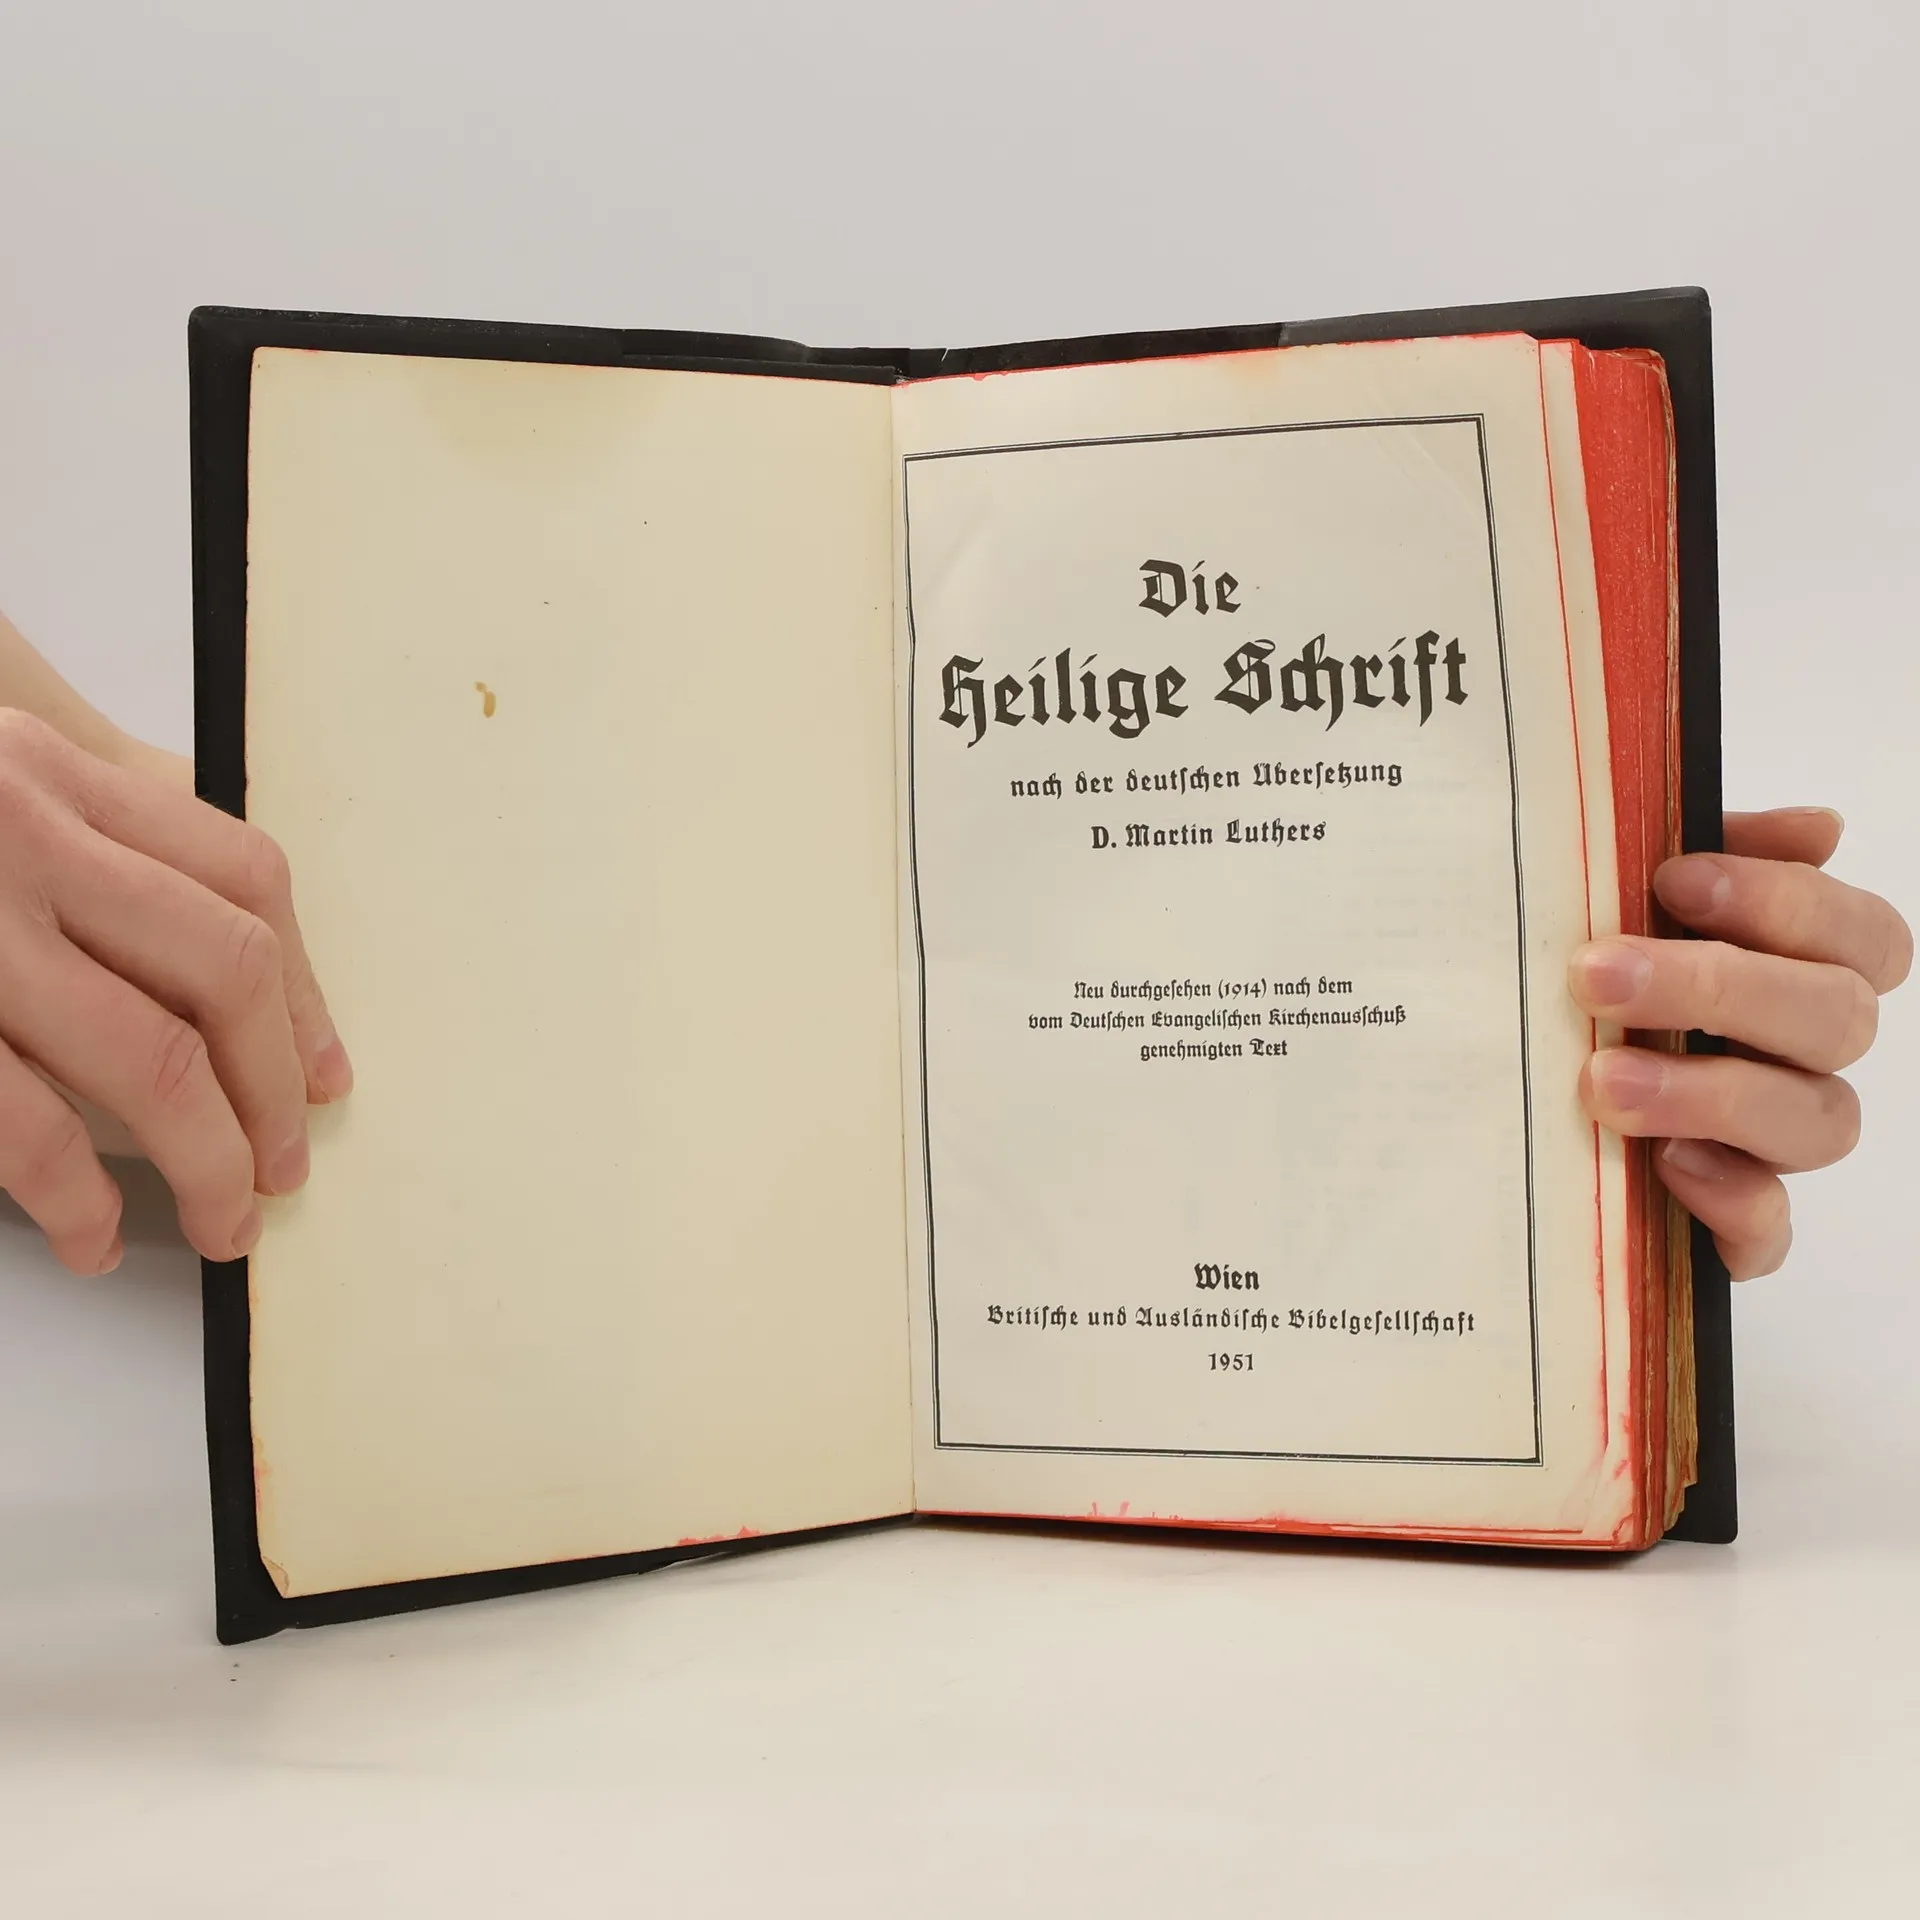 Die
Heilige Schrift
nach der deutſchen Überſetzung
D. Martin Luthers
Neu durchgeſehen (1914) nach dem
vom Deutſchen Evangeliſchen Kirchenausſchuß
genehmigten Text
Wien
Britiſche und Ausländiſche Bibelgeſellſchaft
1951